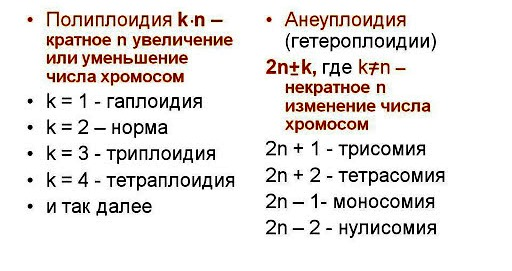 • Полиплоидия k·n –
кратное n увеличение
или уменьшение
числа хромосом
• k = 1 - гаплоидия
• k = 2 – норма
• k = 3 - триплоидия
• k = 4 - тетраплоидия
• и так далее
• Анеуплоидия
(гетероплоидии)
2n±k, где k≠n –
некратное n
изменение числа
хромосом
2n + 1 - трисомия
2n + 2 - тетрасомия
2n – 1- моносомия
2n – 2 - нулисомия